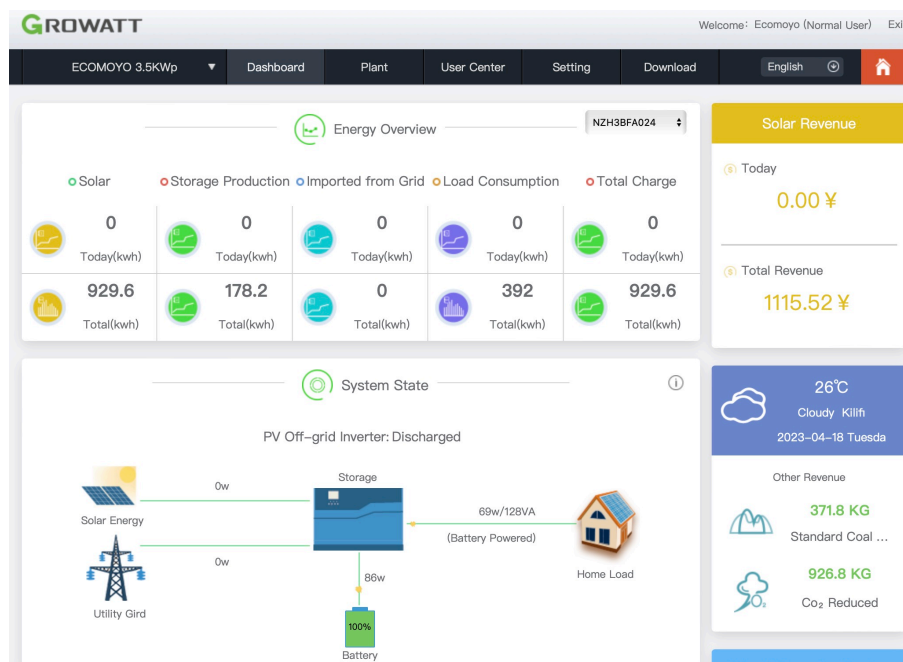 GROWATT
Welcome: Ecomoyo (Normal User) Exi
ECOMOYO 3.5KWp ▼ Dashboard Plant User Center Setting Download English
Energy Overview
NZH3BFA024
Solar Storage Production Imported from Grid Load Consumption Total Charge
0 0 0 0 0
Today(kwh) Today(kwh) Today(kwh) Today(kwh) Today(kwh)
929.6 178.2 0 392 929.6
Total(kwh) Total(kwh) Total(kwh) Total(kwh) Total(kwh)
System State
PV Off-grid Inverter: Discharged
Solar Energy
0w
Storage
69w/128VA
(Battery Powered)
Home Load
Utility Gird
0w
86w
100%
Battery
Solar Revenue
Today
0.00 ¥
Total Revenue
1115.52 ¥
26℃
Cloudy Kilifi
2023-04-18 Tuesda
Other Revenue
371.8 KG
Standard Coal ...
926.8 KG
Co₂ Reduced